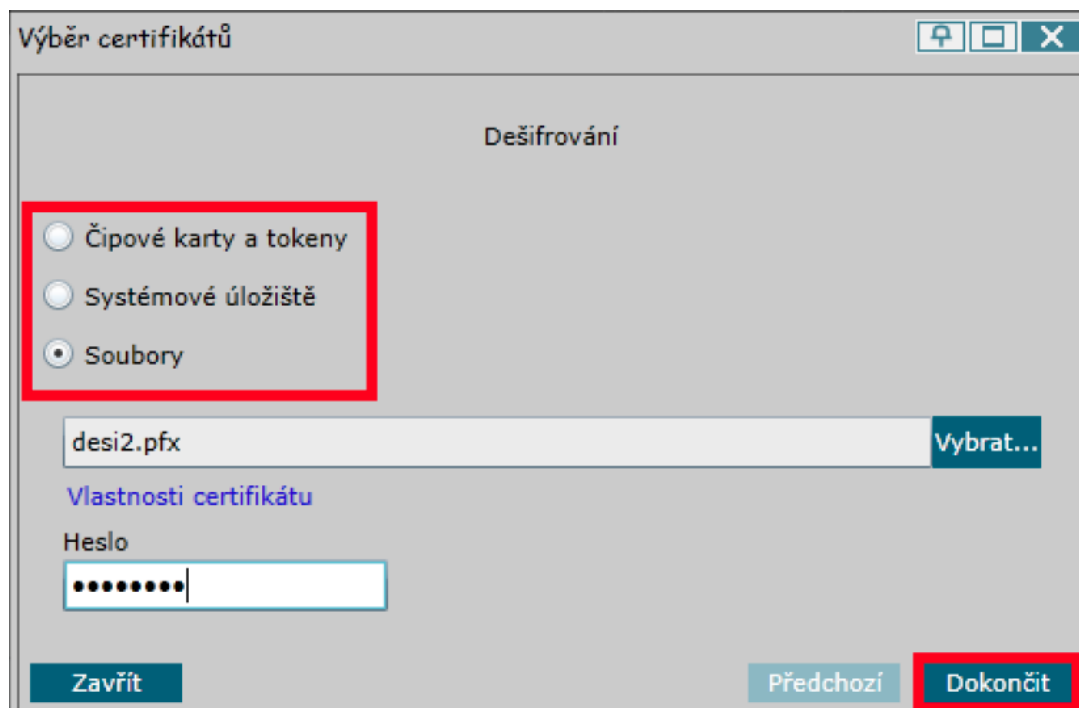 Výběr certifikátů
Dešifrování
Čipové karty a tokeny
Systémové úložiště
Soubory
desi2.pfx Vybrat...
Vlastnosti certifikátu
Heslo
••••••••
Zavřít Předchozí Dokončit